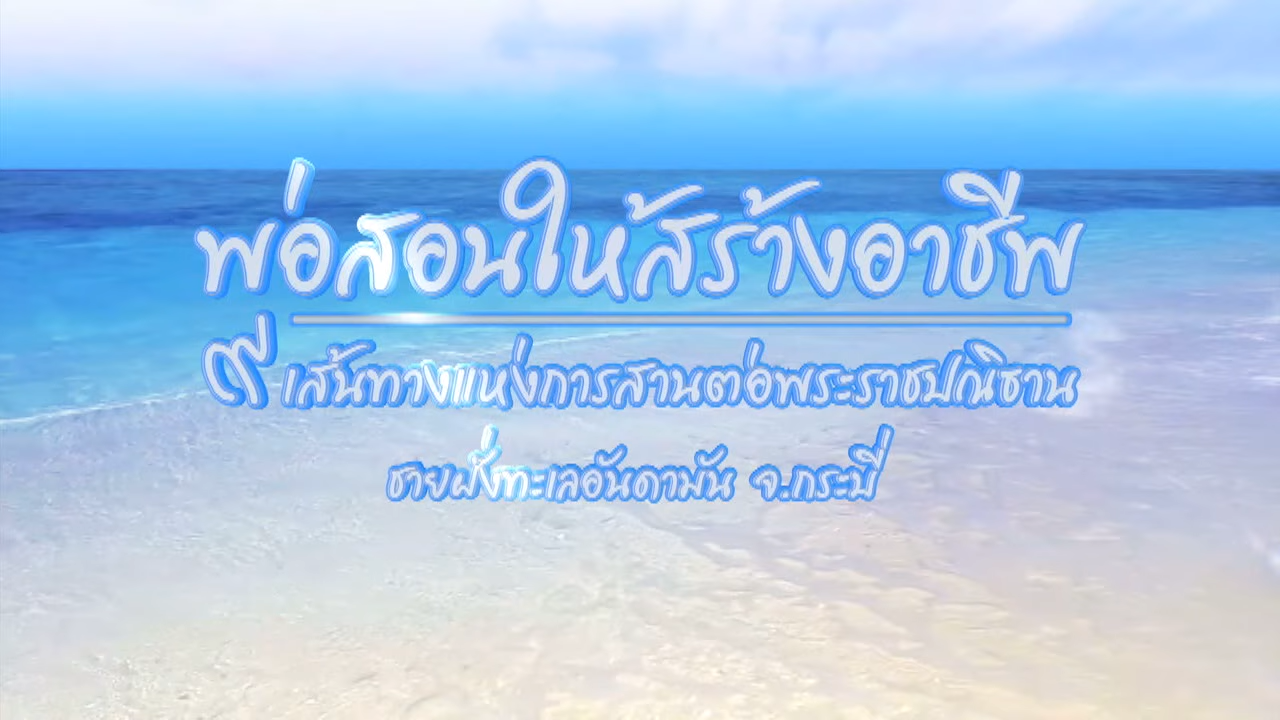 พ่อสอนให้สร้างอาชีพ
๙ เส้นทางแห่งการสานต่อพระราชปณิธาน
ชายฝั่งทะเลอันดามัน จ.กระบี่